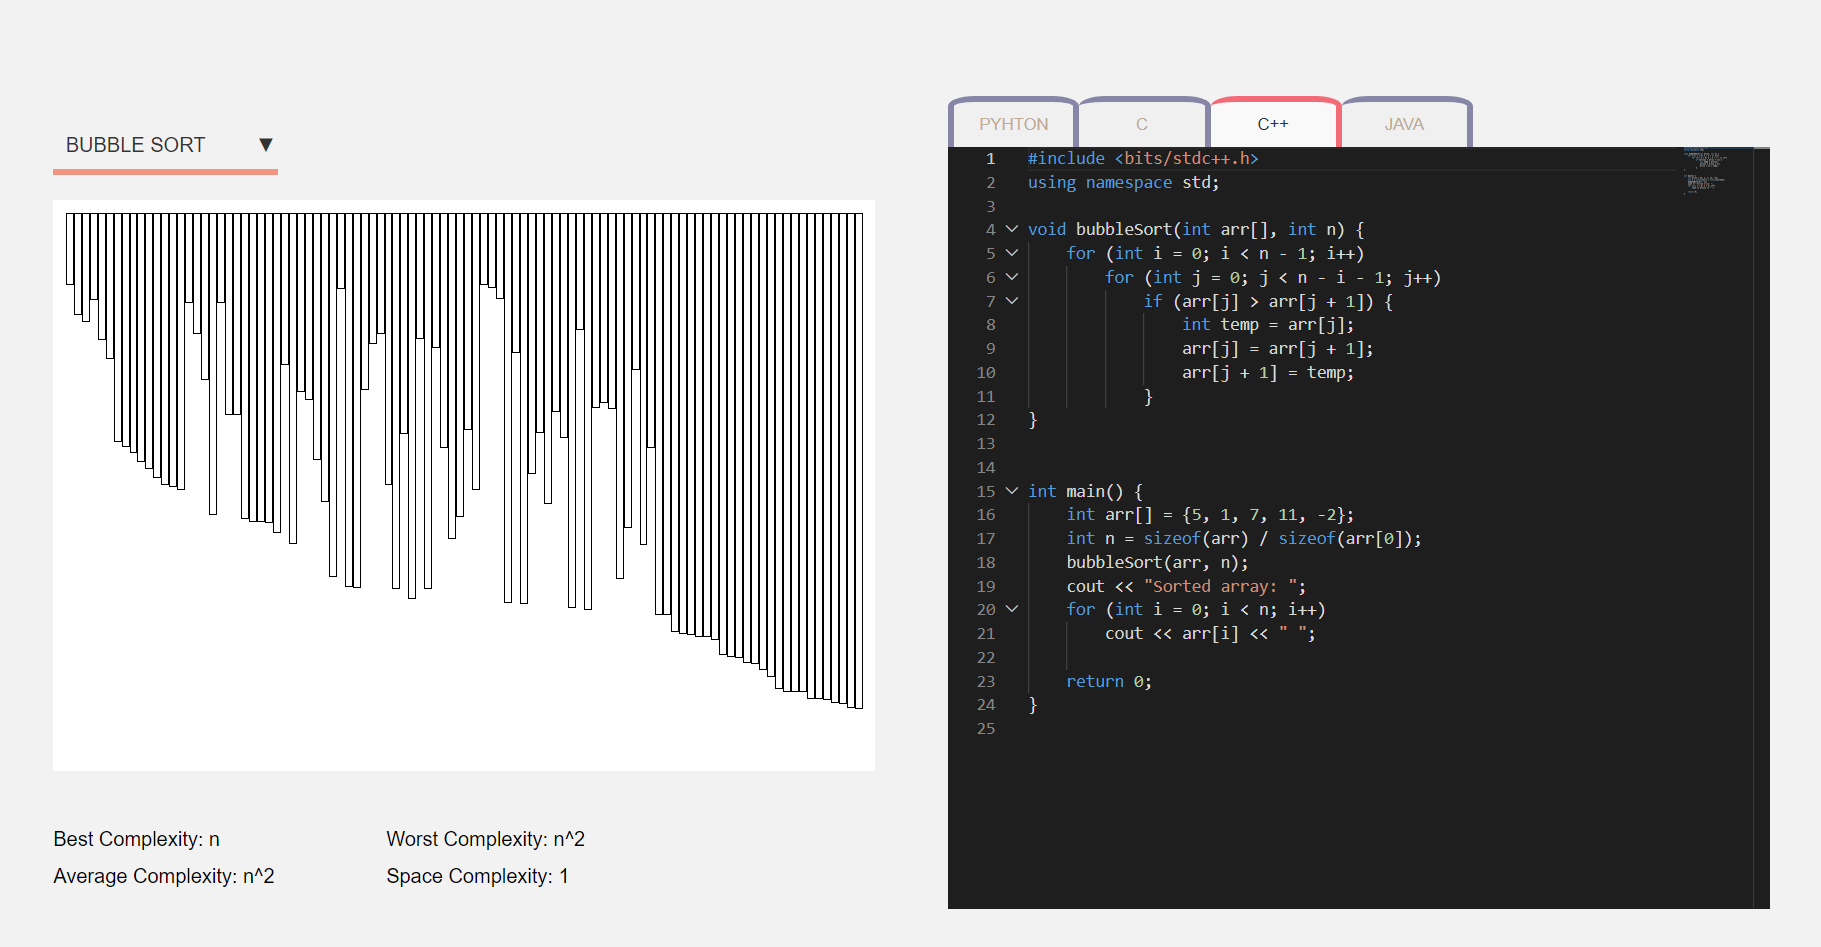 BUBBLE SORT ▼
PYHTON
C
C++
JAVA
1 #include <bits/stdc++.h>
2 using namespace std;
3
4 void bubbleSort(int arr[], int n) {
5     for (int i = 0; i < n - 1; i++)
6         for (int j = 0; j < n - i - 1; j++)
7             if (arr[j] > arr[j + 1]) {
8                 int temp = arr[j];
9                 arr[j] = arr[j + 1];
10                 arr[j + 1] = temp;
11             }
12 }
13
14
15 int main() {
16     int arr[] = {5, 1, 7, 11, -2};
17     int n = sizeof(arr) / sizeof(arr[0]);
18     bubbleSort(arr, n);
19     cout << "Sorted array: ";
20     for (int i = 0; i < n; i++)
21         cout << arr[i] << " ";
22
23     return 0;
24 }
25
Best Complexity: n
Worst Complexity: n^2
Average Complexity: n^2
Space Complexity: 1